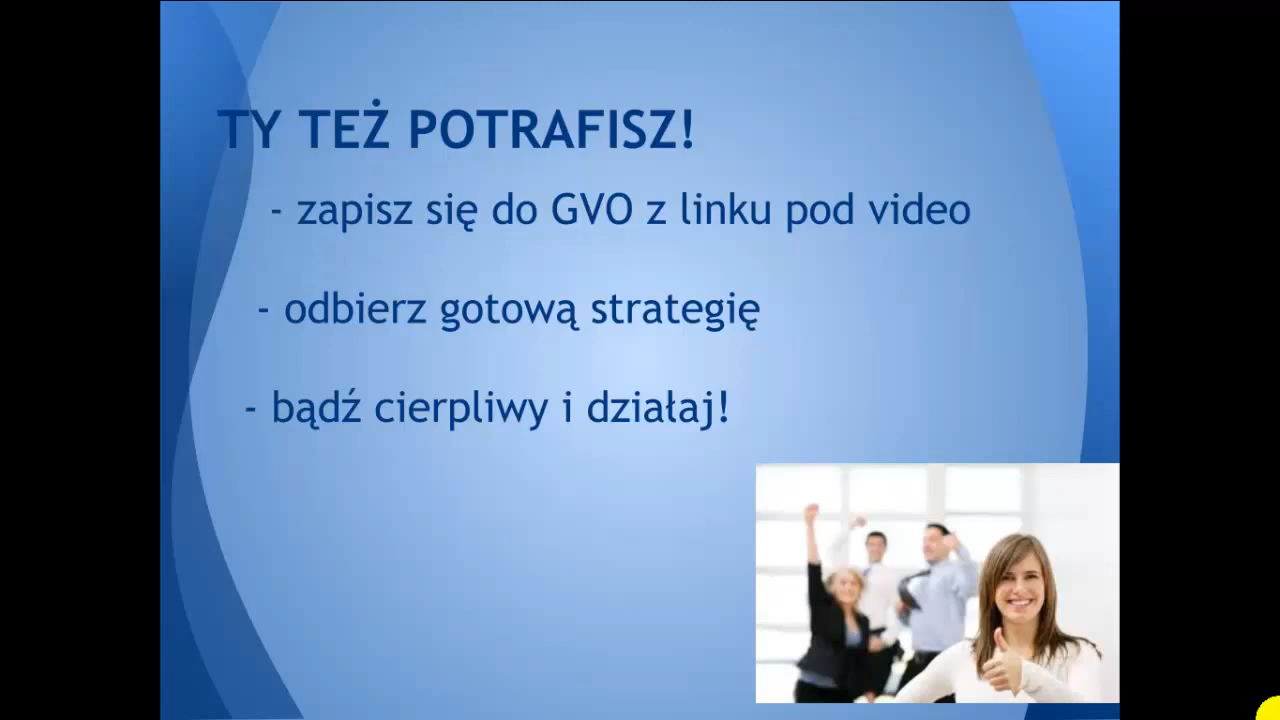 TY TEŻ POTRAFISZ!
- zapisz się do GVO z linku pod video
- odbierz gotową strategię
- bądź cierpliwy i działaj!